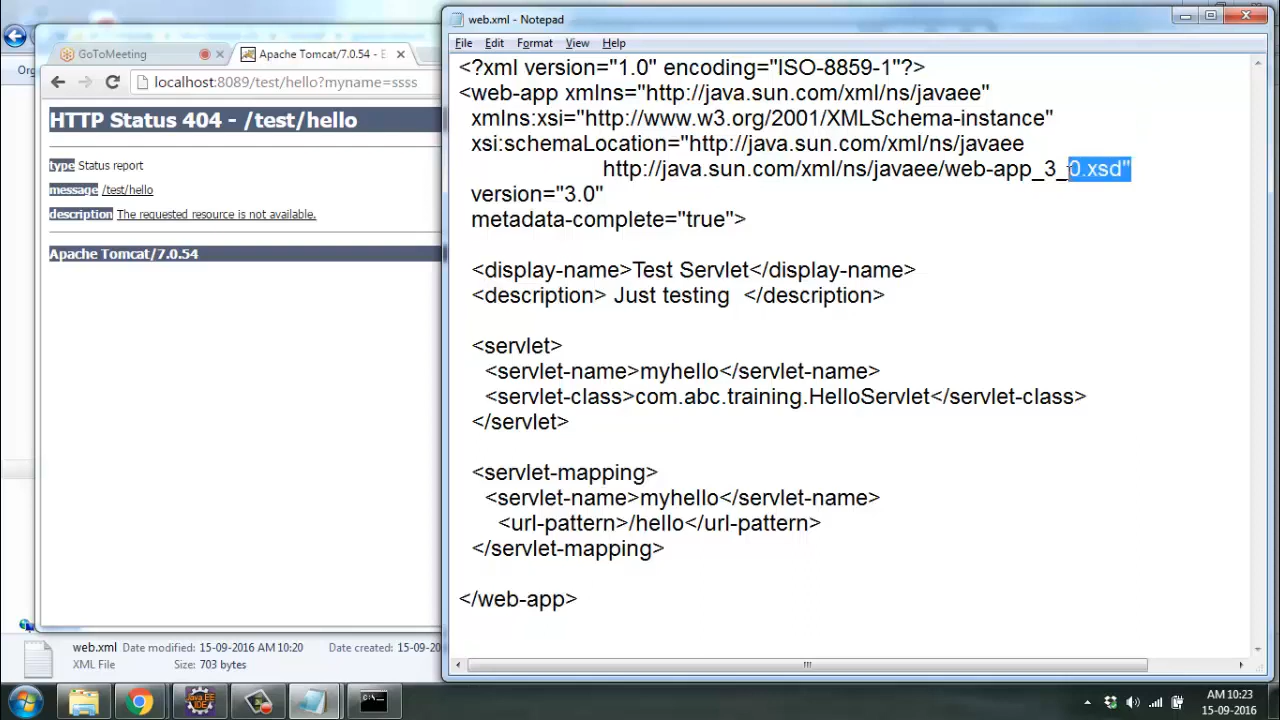 web.xml - Notepad
File Edit Format View Help
GoToMeeting
Apache Tomcat/7.0.54 - E
Org
localhost:8089/test/hello?myname=ssss
HTTP Status 404 - /test/hello
type Status report
message /test/hello
description The requested resource is not available.
Apache Tomcat/7.0.54
<?xml version="1.0" encoding="ISO-8859-1"?>
<web-app xmlns="http://java.sun.com/xml/ns/javaee"
xmlns:xsi="http://www.w3.org/2001/XMLSchema-instance"
xsi:schemaLocation="http://java.sun.com/xml/ns/javaee
http://java.sun.com/xml/ns/javaee/web-app_3_0.xsd"
version="3.0"
metadata-complete="true">
<display-name>Test Servlet</display-name>
<description> Just testing  </description>
<servlet>
<servlet-name>myhello</servlet-name>
<servlet-class>com.abc.training.HelloServlet</servlet-class>
</servlet>
<servlet-mapping>
<servlet-name>myhello</servlet-name>
<url-pattern>/hello</url-pattern>
</servlet-mapping>
</web-app>
web.xml Date modified: 15-09-2016 AM 10:20 Date created: 15-09-20
XML File Size: 703 bytes
Java EE
IDE
AM 10:23
15-09-2016